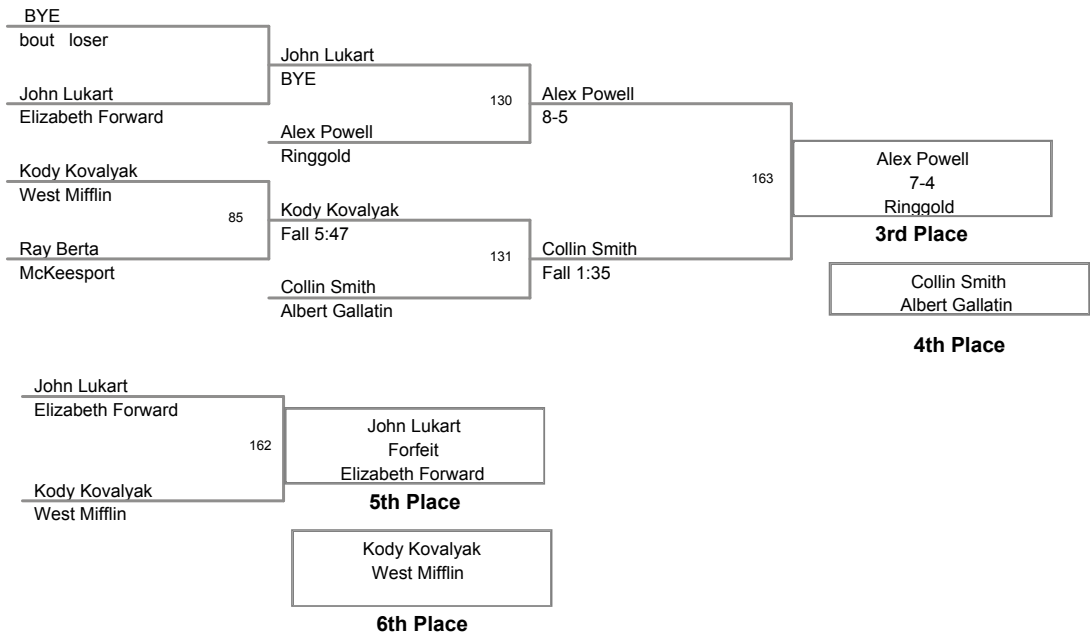 BYE
bout loser
John Lukart
BYE
John Lukart
Elizabeth Forward
130
Alex Powell
8-5
Alex Powell
Ringgold
Kody Kovalyak
West Mifflin
163
Alex Powell
7-4
Ringgold
3rd Place
85
Kody Kovalyak
Fall 5:47
Ray Berta
McKeesport
131
Collin Smith
Fall 1:35
Collin Smith
Albert Gallatin
Collin Smith
Albert Gallatin
4th Place
John Lukart
Elizabeth Forward
162
John Lukart
Forfeit
Elizabeth Forward
5th Place
Kody Kovalyak
West Mifflin
Kody Kovalyak
West Mifflin
6th Place